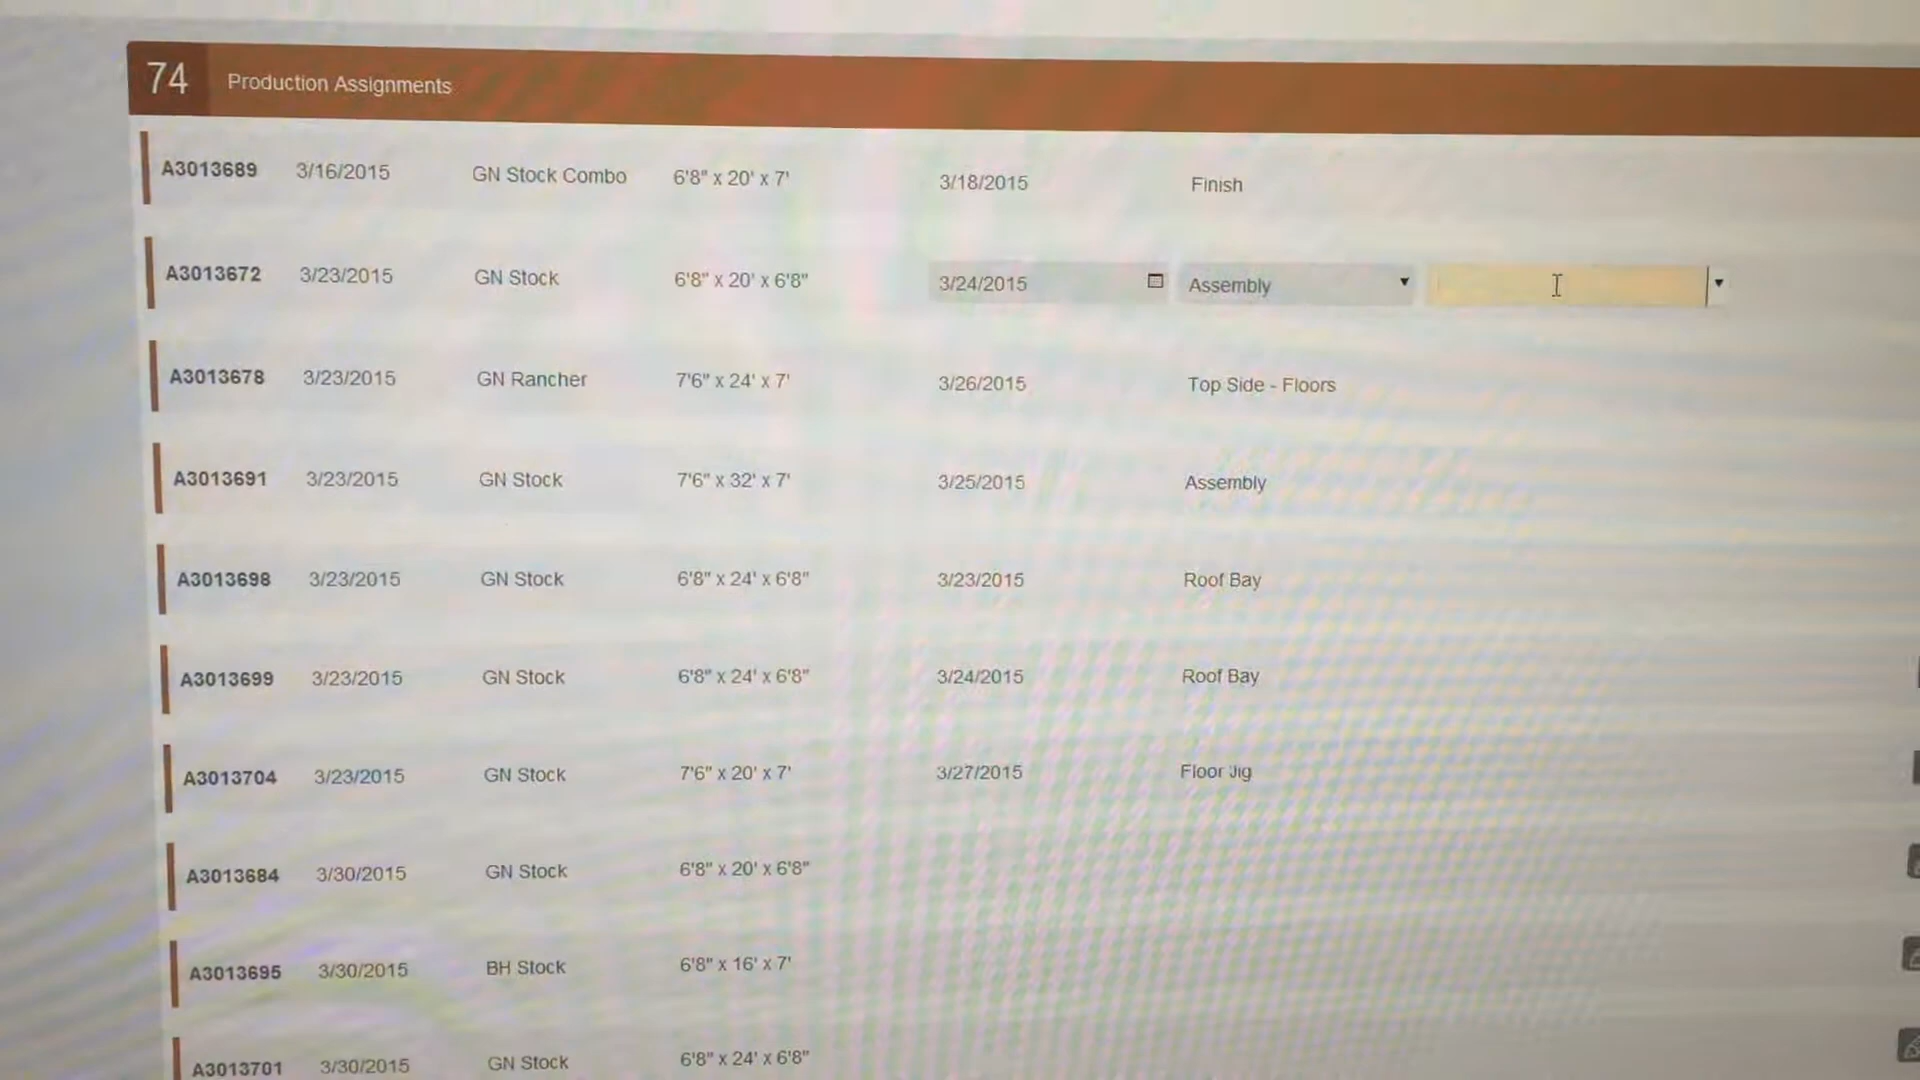 74 Production Assignments
A3013689 3/16/2015 GN Stock Combo 6'8" x 20' x 7' 3/18/2015 Finish
A3013672 3/23/2015 GN Stock 6'8" x 20' x 6'8" 3/24/2015 Assembly
A3013678 3/23/2015 GN Rancher 7'6" x 24' x 7' 3/26/2015 Top Side - Floors
A3013691 3/23/2015 GN Stock 7'6" x 32' x 7' 3/25/2015 Assembly
A3013698 3/23/2015 GN Stock 6'8" x 24' x 6'8" 3/23/2015 Roof Bay
A3013699 3/23/2015 GN Stock 6'8" x 24' x 6'8" 3/24/2015 Roof Bay
A3013704 3/23/2015 GN Stock 7'6" x 20' x 7' 3/27/2015 Floor Jig
A3013684 3/30/2015 GN Stock 6'8" x 20' x 6'8"
A3013695 3/30/2015 BH Stock 6'8" x 16' x 7'
A3013701 3/30/2015 GN Stock 6'8" x 24' x 6'8"